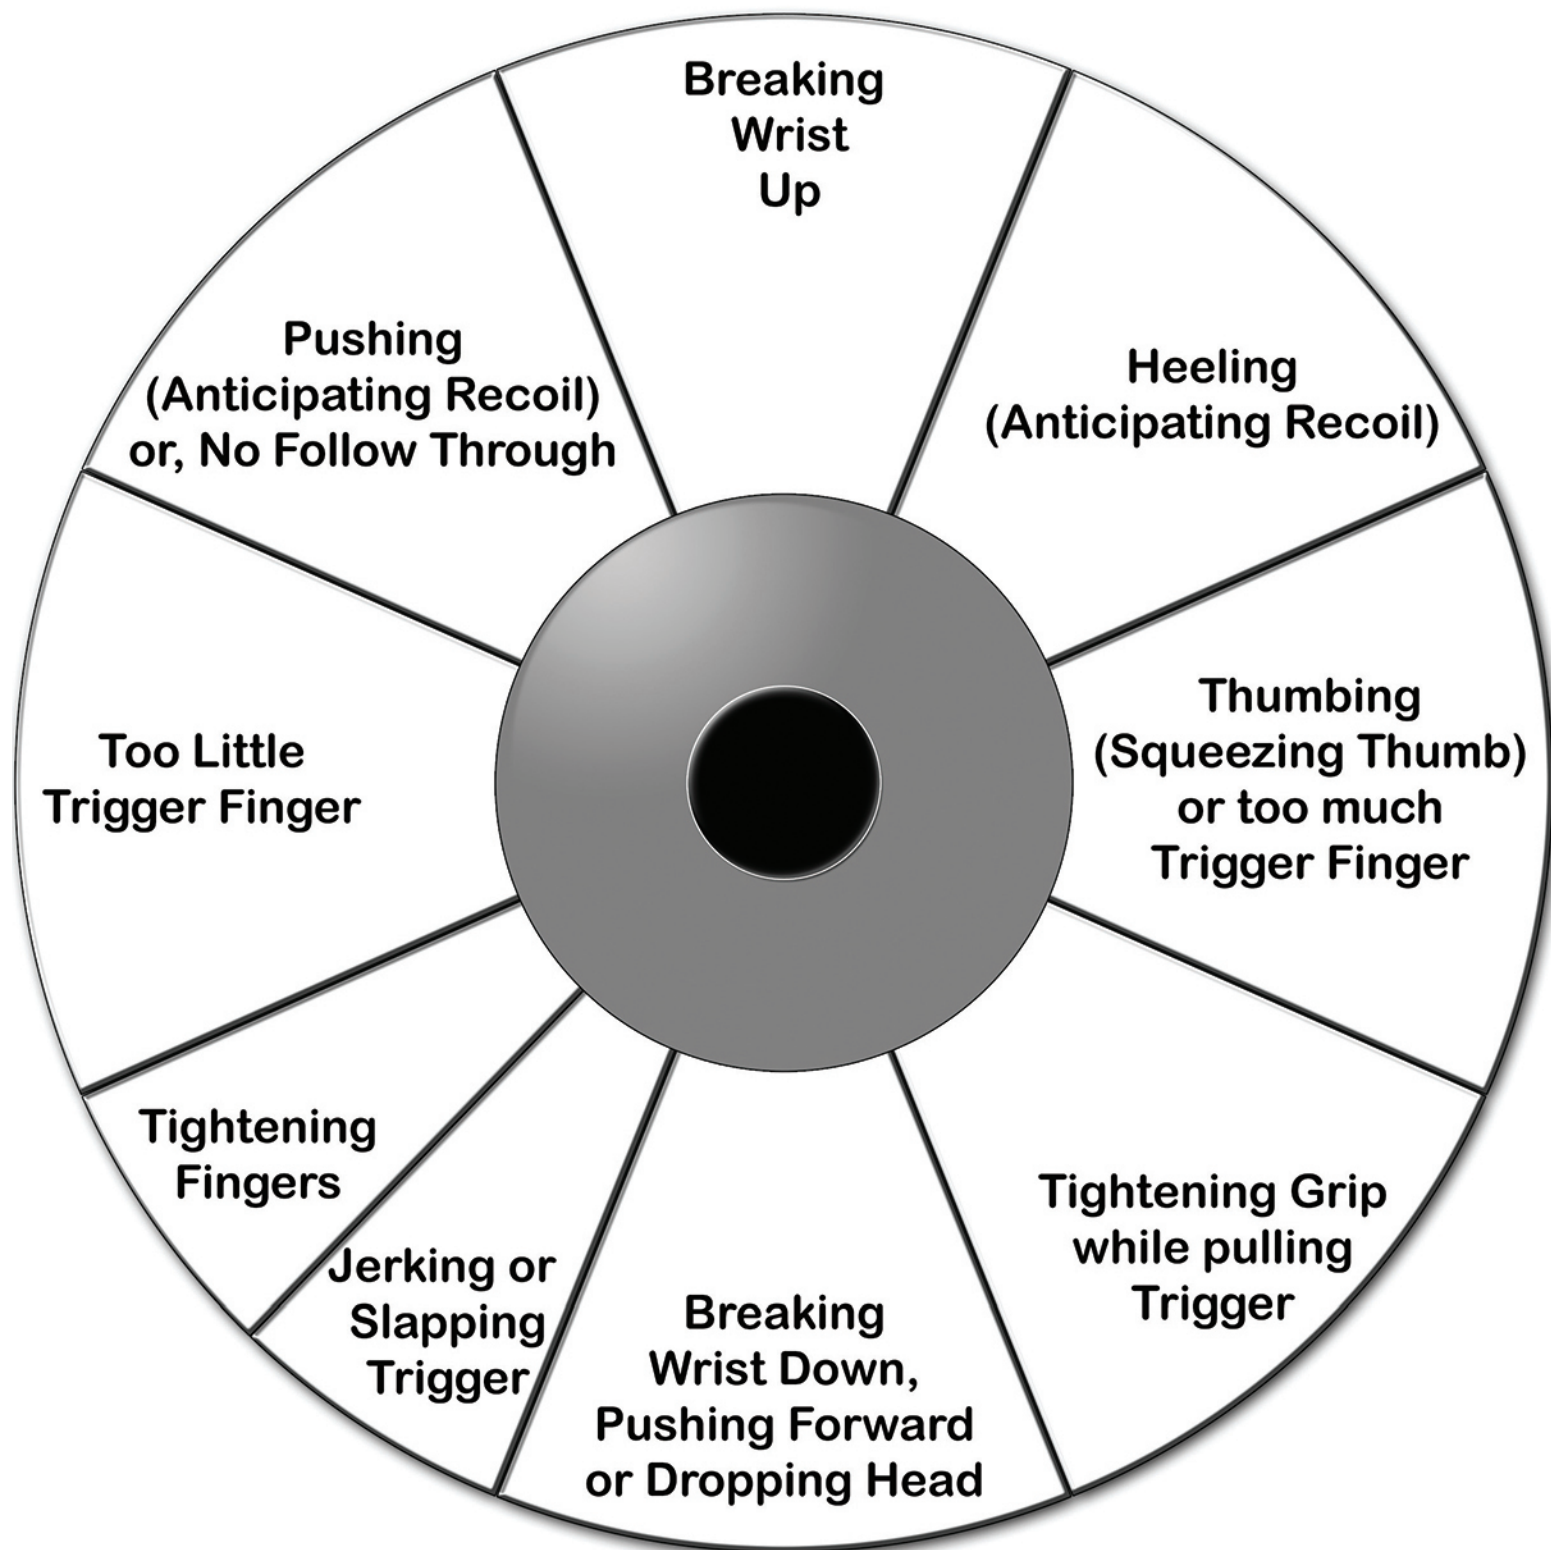 Breaking
Wrist
Up
Pushing
(Anticipating Recoil)
or, No Follow Through
Heeling
(Anticipating Recoil)
Too Little
Trigger Finger
Thumbing
(Squeezing Thumb)
or too much
Trigger Finger
Tightening
Fingers
Jerking or
Slapping
Trigger
Breaking
Wrist Down,
Pushing Forward
or Dropping Head
Tightening Grip
while pulling
Trigger